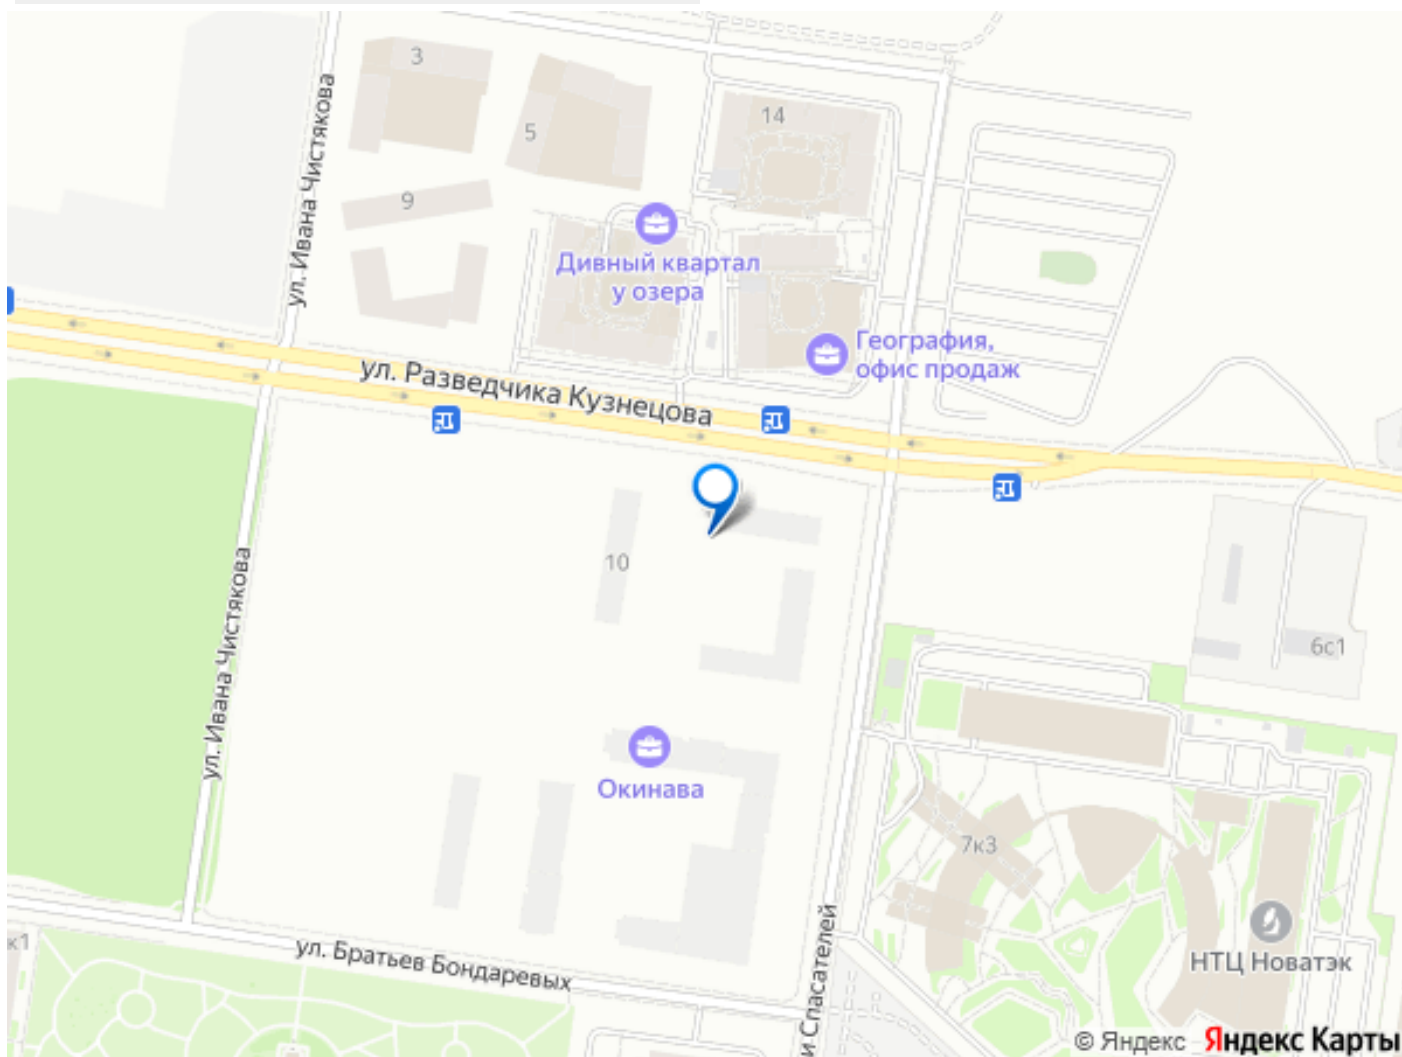 3
14
5
ул. Ивана Чистякова
9
Дивный квартал
у озера
География,
офис продаж
ул. Разведчика Кузнецова
10
ул. Ивана Чистякова
6с1
Окинава
7к3
НТЦ Новатэк
к1
ул. Братьев Бондаревых
и Спасателей
© Яндекс Яндекс Карты